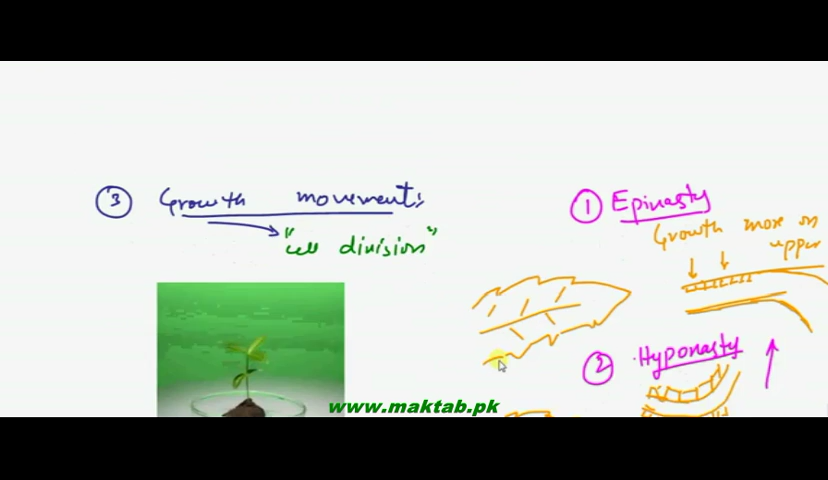 3 Growth movements
"cell division"
1 Epinasty
Growth more on
upper
2 Hyponasty
www.maktab.pk